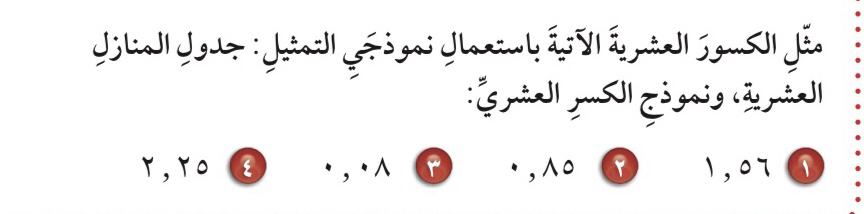 مثّلِ الكسورَ العشريةَ الآتيةَ باستعمالِ نموذجَيِ التمثيلِ: جدولِ المنازلِ
العشريةِ، ونموذجِ الكسرِ العشريِّ:
١ ١,٥٦ ٢ ٠,٨٥ ٣ ٠,٠٨ ٤ ٢,٢٥